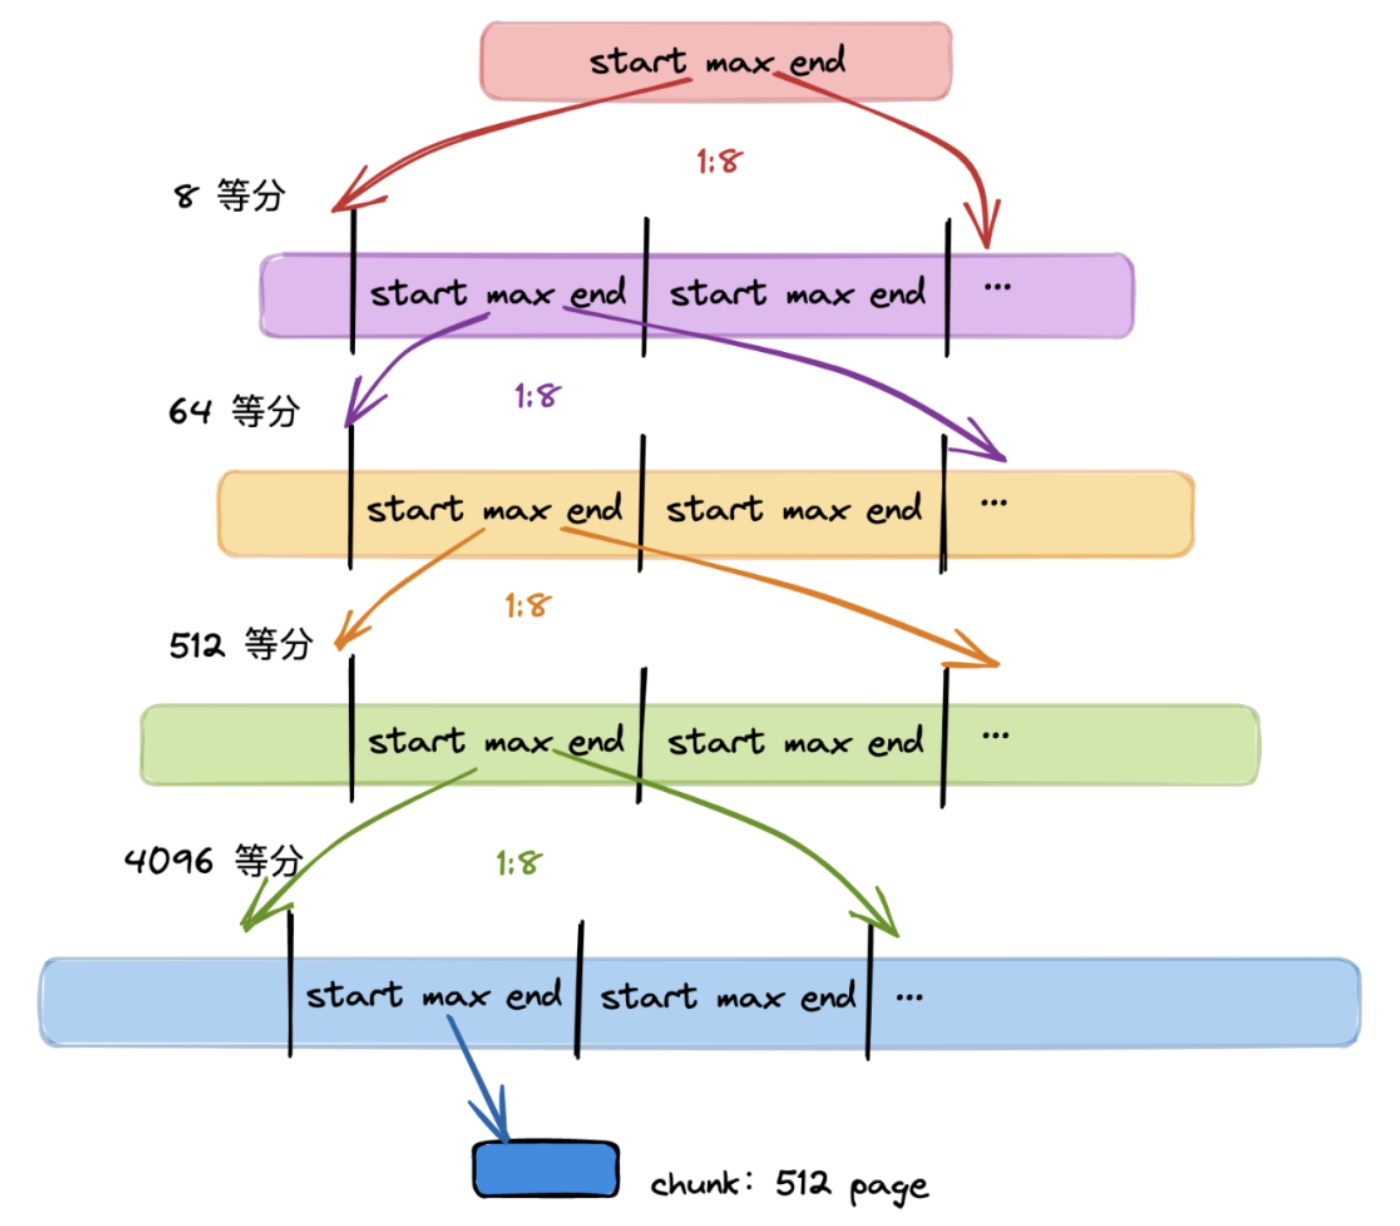 start max end
1:8
8 等分
start max end start max end ...
1:8
64 等分
start max end start max end ...
1:8
512 等分
start max end start max end ...
4096 等分 1:8
start max end start max end ...
chunk: 512 page